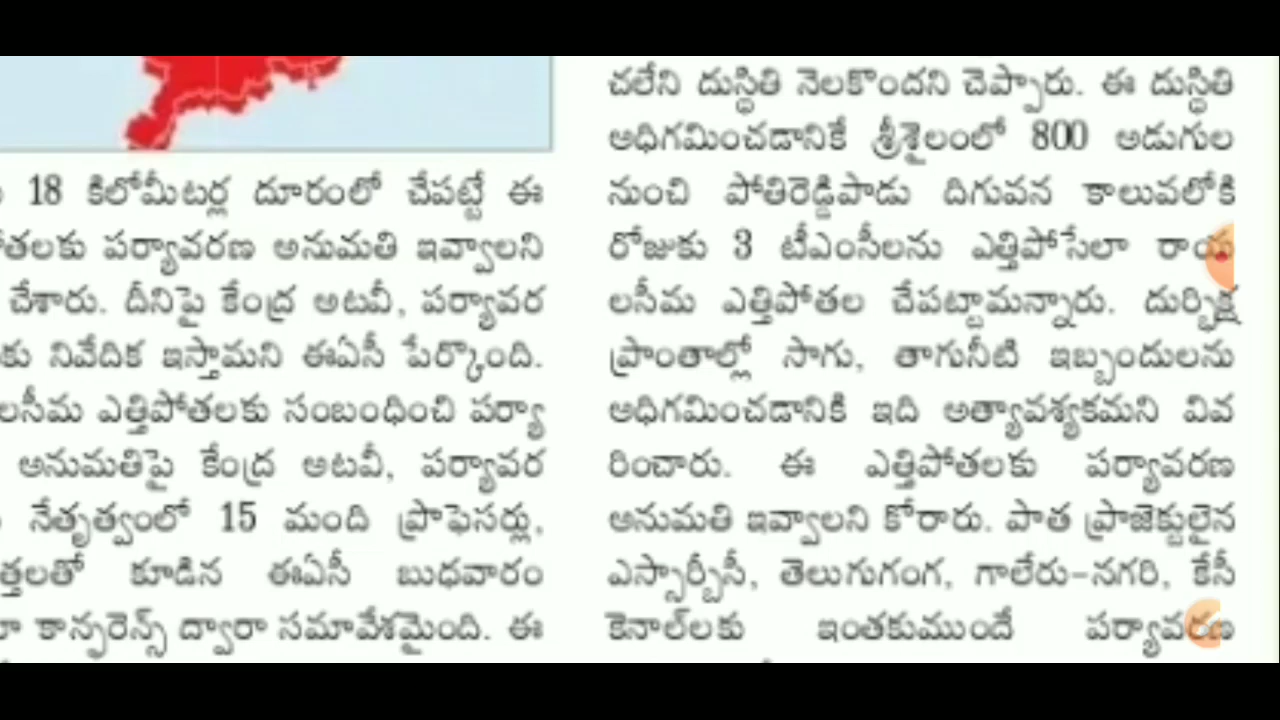 18 కిలోమీటర్ల దూరంలో చేపట్టే ఈ
పర్యావరణ అనుమతి ఇవ్వాలని
చేశారు. దీనిపై కేంద్ర అటవీ, పర్యావర
కు నివేదిక ఇస్తామని ఈఏసీ పేర్కొంది.
లసీమ ఎత్తిపోతలకు సంబంధించి పర్యా
అనుమతిపై కేంద్ర అటవీ, పర్యావర
నేతృత్వంలో 15 మంది ప్రొఫెసర్లు,
త్తలతో కూడిన ఈఏసీ బుధవారం
కాన్ఫరెన్స్ ద్వారా సమావేశమైంది. ఈ
చలేని దుస్థితి నెలకొందని చెప్పారు. ఈ దుస్థితి
అధిగమించడానికే శ్రీశైలంలో 800 అడుగుల
నుంచి పోతిరెడ్డిపాడు దిగువన కాలువలోకి
రోజుకు 3 టీఎంసీలను ఎత్తిపోసేలా రాయ
లసీమ ఎత్తిపోతల చేపట్టామన్నారు. దుర్భిక్ష
ప్రాంతాల్లో సాగు, తాగునీటి ఇబ్బందులను
అధిగమించడానికి ఇది అత్యావశ్యకమని వివ
రించారు. ఈ ఎత్తిపోతలకు పర్యావరణ
అనుమతి ఇవ్వాలని కోరారు. పాత ప్రాజెక్టులైన
ఎస్సార్బీసీ, తెలుగుగంగ, గాలేరు-నగరి, కేసీ
కెనాల్‌లకు ఇంతకుముందే పర్యావరణ